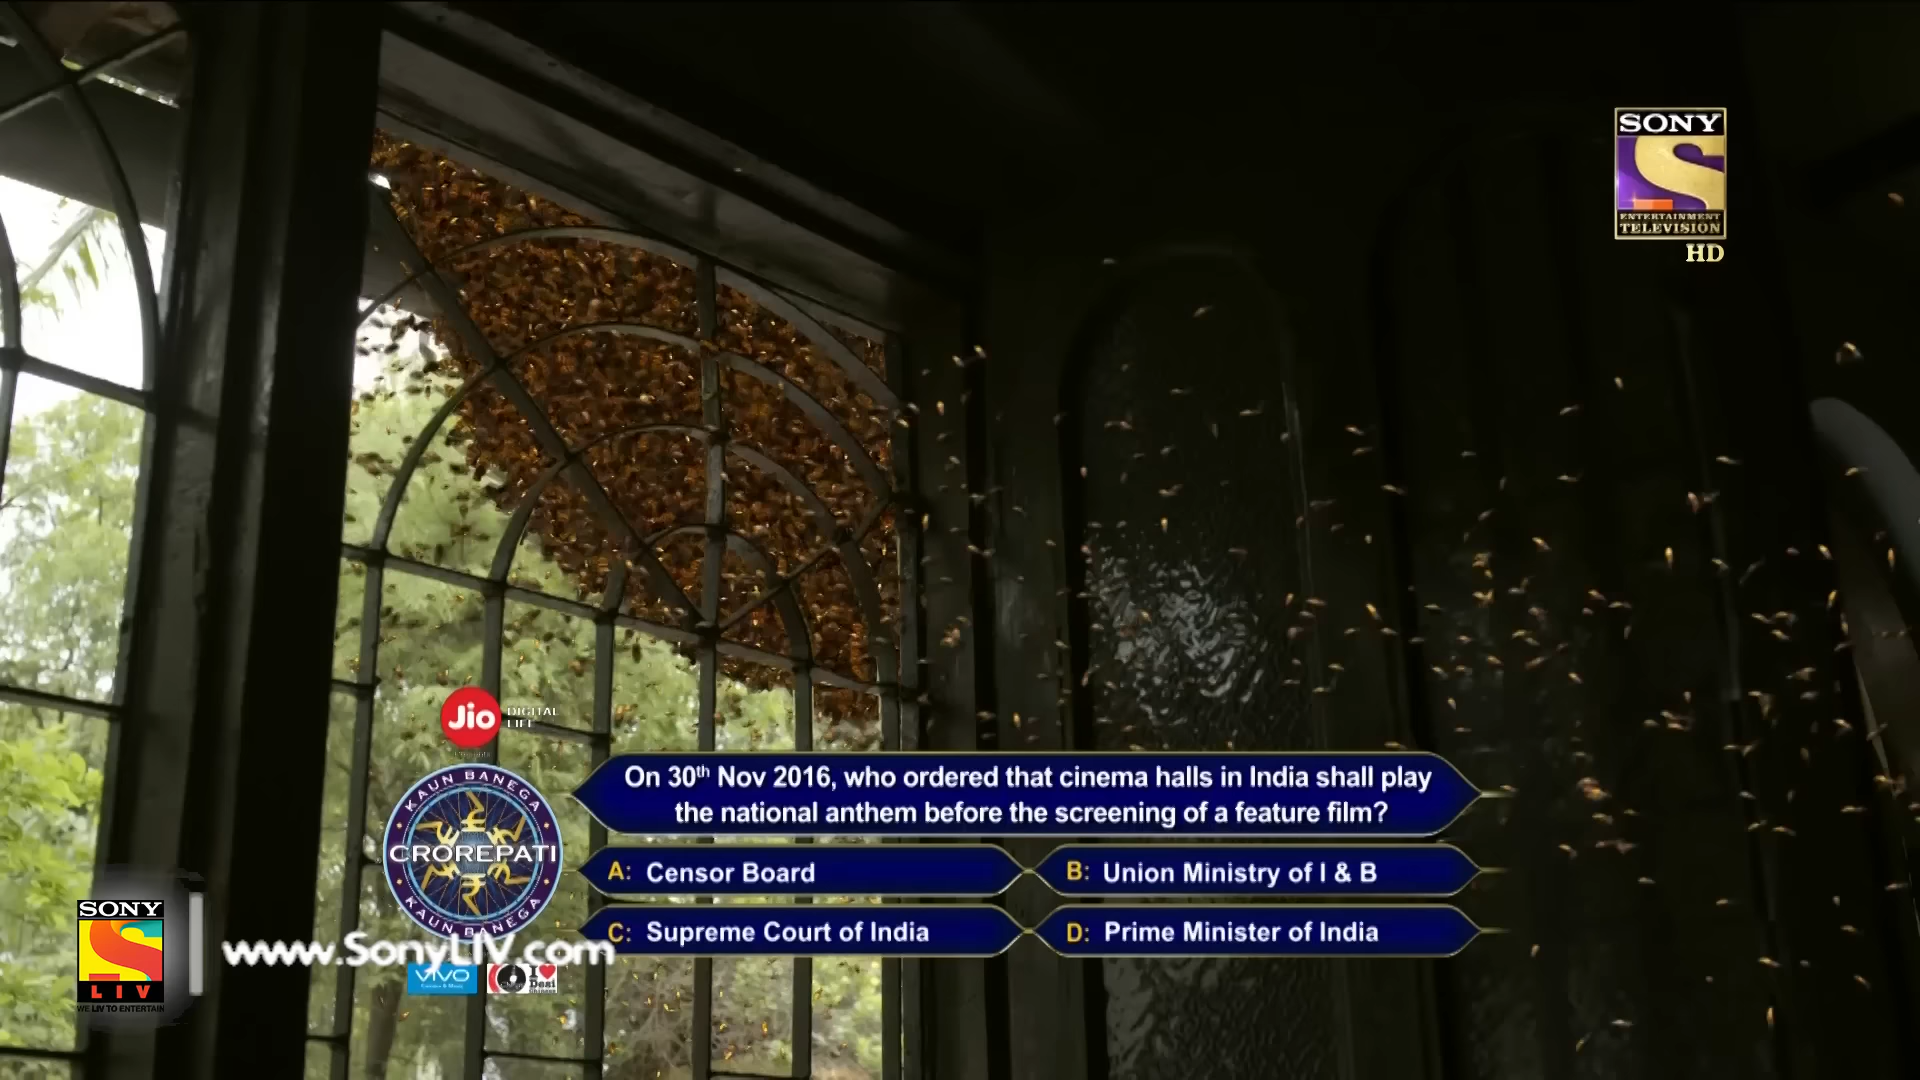 SONY
ENTERTAINMENT
TELEVISION
HD
Jio DIGITAL
LIFE
KAUN BANEGA
CROREPATI
KAUN BANEGA
On 30th Nov 2016, who ordered that cinema halls in India shall play
the national anthem before the screening of a feature film?
A: Censor Board
B: Union Ministry of I & B
C: Supreme Court of India
D: Prime Minister of India
SONY
LIV
WE LIV TO ENTERTAIN
www.SonyLIV.com
VIVO
Camera & Music
I
Desi